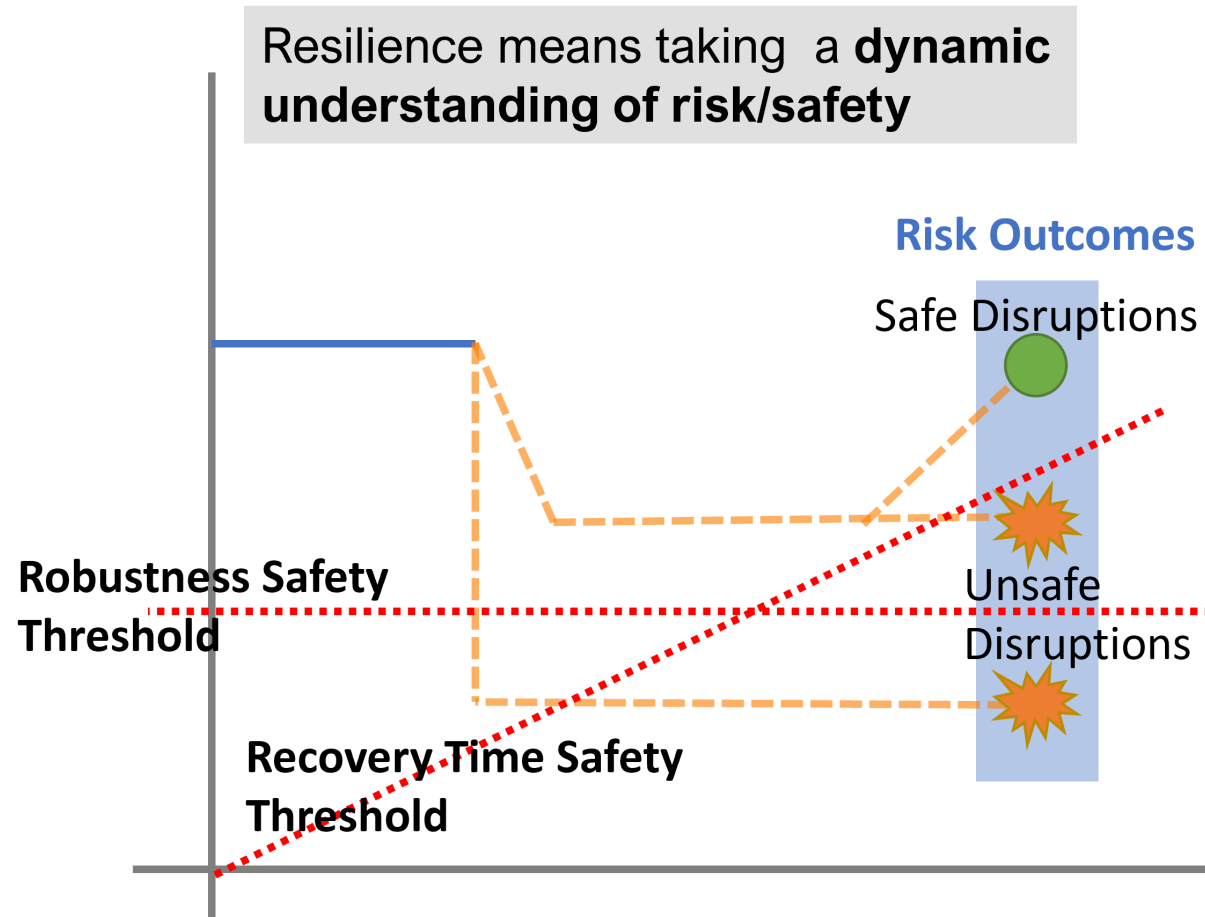 Resilience means taking  a dynamic
understanding of risk/safety
Risk Outcomes
Safe Disruptions
Robustness Safety
Threshold
Unsafe
Disruptions
Recovery Time Safety
Threshold